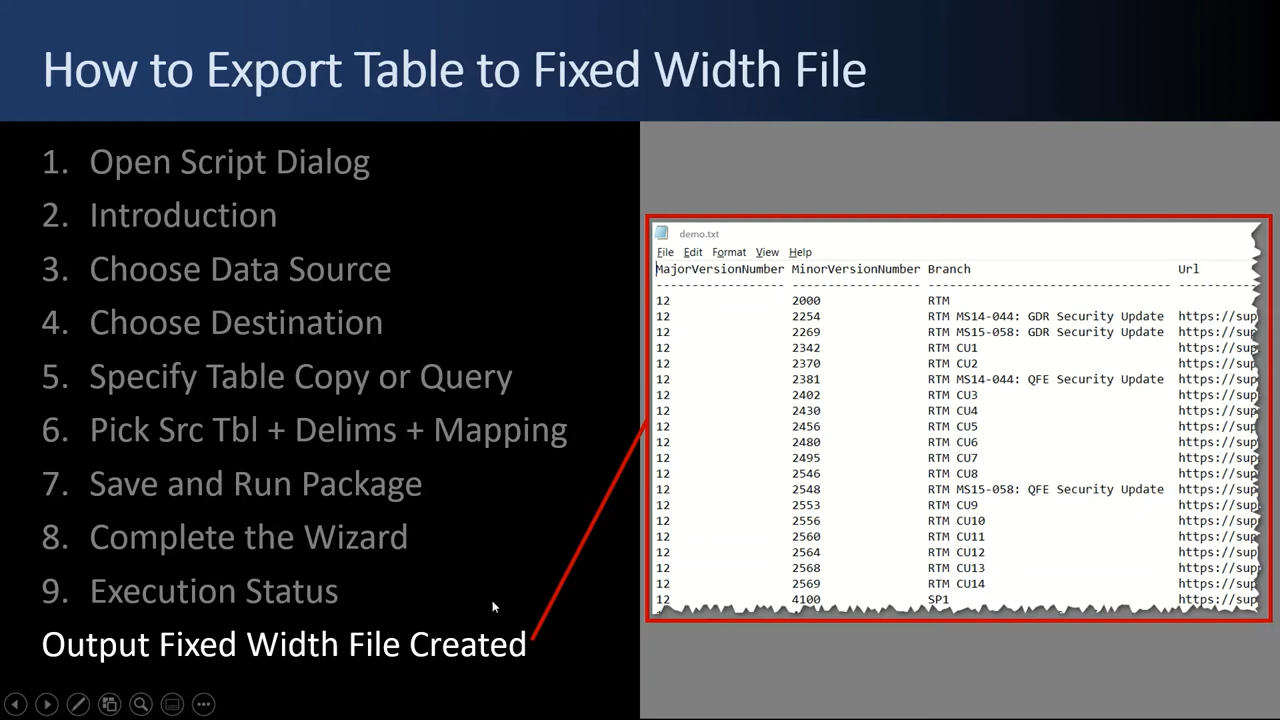 How to Export Table to Fixed Width File
1. Open Script Dialog
2. Introduction
3. Choose Data Source
4. Choose Destination
5. Specify Table Copy or Query
6. Pick Src Tbl + Delims + Mapping
7. Save and Run Package
8. Complete the Wizard
9. Execution Status
Output Fixed Width File Created
demo.txt
File Edit Format View Help
MajorVersionNumber MinorVersionNumber Branch Url
------------------ ------------------ ---------------------------------- -----------
12 2000 RTM
12 2254 RTM MS14-044: GDR Security Update https://sup
12 2269 RTM MS15-058: GDR Security Update https://sup
12 2342 RTM CU1 https://sup
12 2370 RTM CU2 https://sup
12 2381 RTM MS14-044: QFE Security Update https://sup
12 2402 RTM CU3 https://sup
12 2430 RTM CU4 https://sup
12 2456 RTM CU5 https://sup
12 2480 RTM CU6 https://sup
12 2495 RTM CU7 https://sup
12 2546 RTM CU8 https://sup
12 2548 RTM MS15-058: QFE Security Update https://sup
12 2553 RTM CU9 https://sup
12 2556 RTM CU10 https://sup
12 2560 RTM CU11 https://sup
12 2564 RTM CU12 https://sup
12 2568 RTM CU13 https://sup
12 2569 RTM CU14 https://sup
12 4100 SP1 https://sup